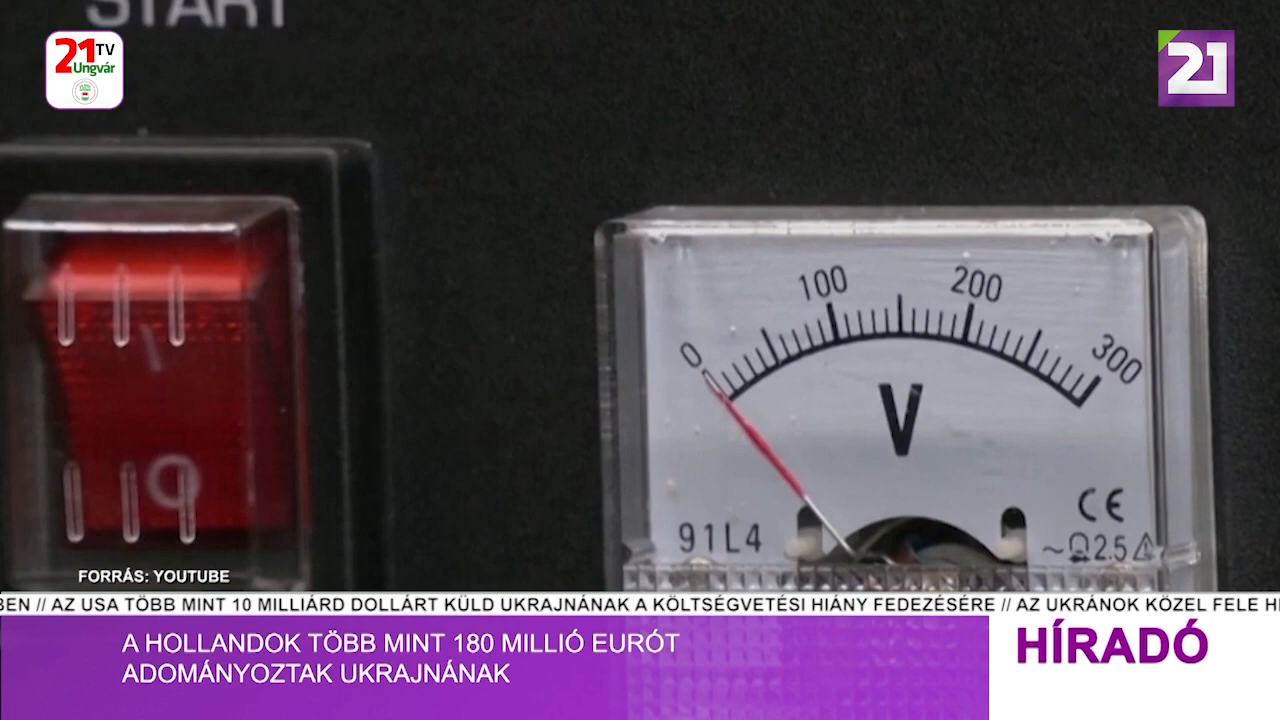 START
21 TV
Ungvár
21
0
100
200
300
V
91L4
CE
~ 2.5
FORRÁS: YOUTUBE
BEN // AZ USA TÖBB MINT 10 MILLIÁRD DOLLÁRT KÜLD UKRAJNÁNAK A KÖLTSÉGVETÉSI HIÁNY FEDEZÉSÉRE // AZ UKRÁNOK KÖZEL FELE
A HOLLANDOK TÖBB MINT 180 MILLIÓ EURÓT
ADOMÁNYOZTAK UKRAJNÁNAK
HÍRADÓ